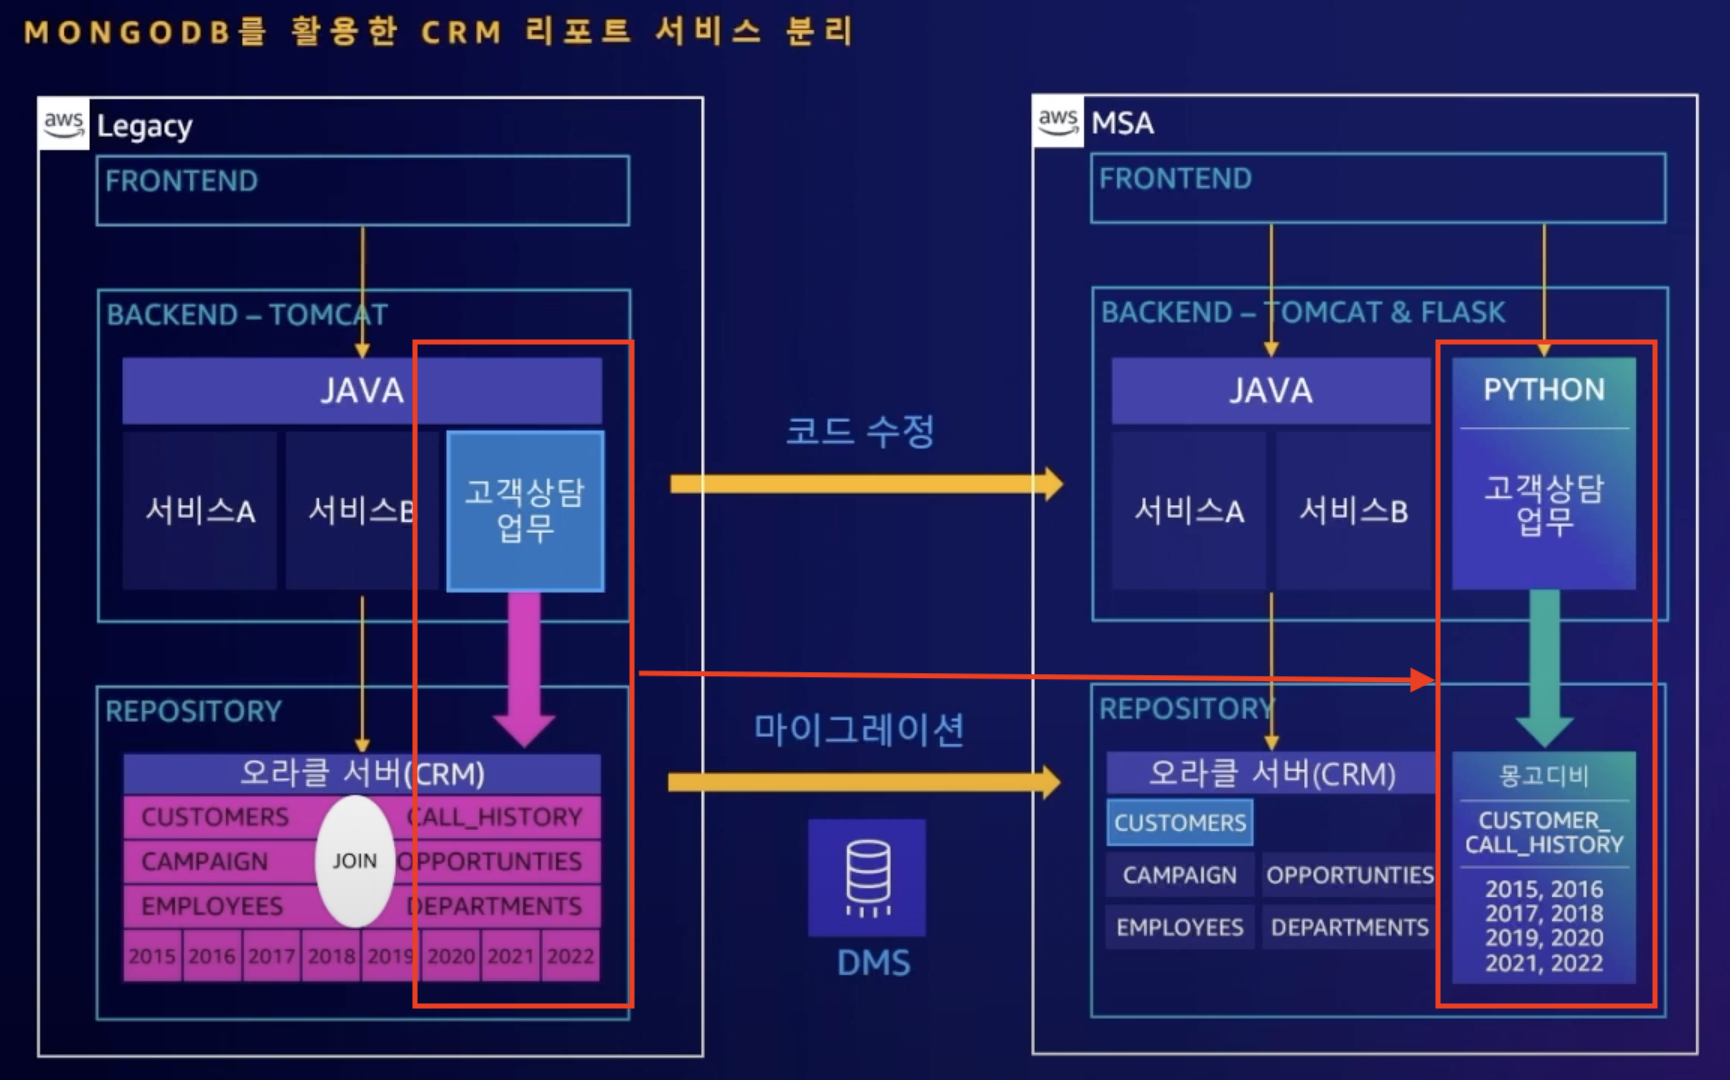 MONGODB를 활용한 CRM 리포트 서비스 분리
aws Legacy
FRONTEND
BACKEND – TOMCAT
JAVA
서비스A
서비스B
고객상담
업무
REPOSITORY
오라클 서버(CRM)
CUSTOMERS
CALL_HISTORY
CAMPAIGN
JOIN
OPPORTUNTIES
EMPLOYEES
DEPARTMENTS
2015 2016 2017 2018 2019 2020 2021 2022
코드 수정
마이그레이션
DMS
aws MSA
FRONTEND
BACKEND – TOMCAT & FLASK
JAVA
서비스A
서비스B
PYTHON
고객상담
업무
REPOSITORY
오라클 서버(CRM)
CUSTOMERS
CAMPAIGN
OPPORTUNTIES
EMPLOYEES
DEPARTMENTS
몽고디비
CUSTOMER_
CALL_HISTORY
2015, 2016
2017, 2018
2019, 2020
2021, 2022